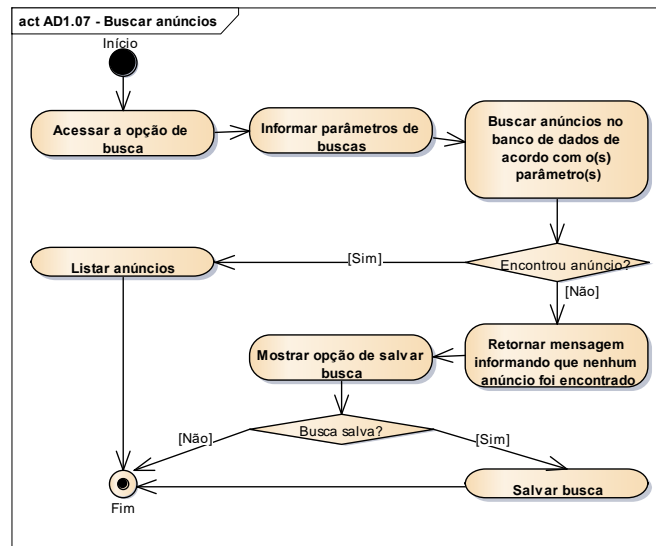 act AD1.07 - Buscar anúncios
Início
Acessar a opção de
busca
Informar parâmetros de
buscas
Buscar anúncios no
banco de dados de
acordo com o(s)
parâmetro(s)
Encontrou anúncio?
[Sim]
Listar anúncios
[Não]
Retornar mensagem
informando que nenhum
anúncio foi encontrado
Mostrar opção de salvar
busca
Busca salva?
[Não]
[Sim]
Salvar busca
Fim